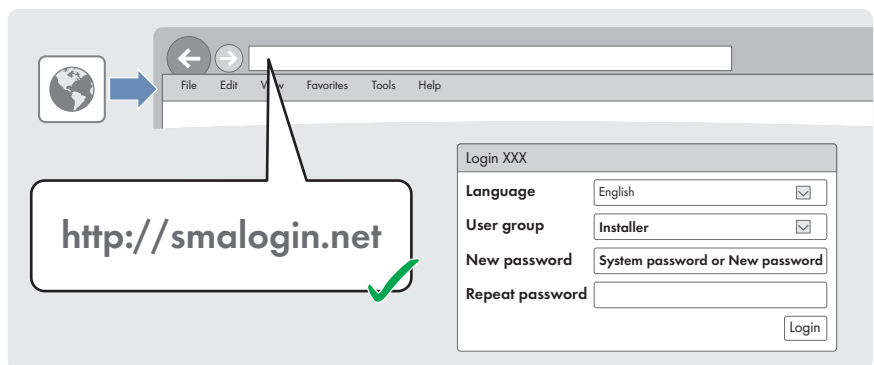 File Edit View Favorites Tools Help
http://smalogin.net
Login XXX
Language English
User group Installer
New password System password or New password
Repeat password
Login